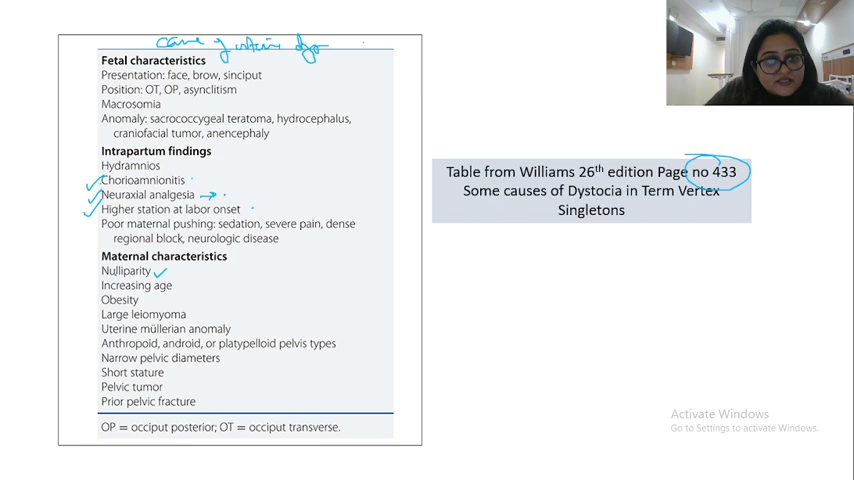 cause of uterine dys
Fetal characteristics
Presentation: face, brow, sinciput
Position: OT, OP, asynclitism
Macrosomia
Anomaly: sacrococcygeal teratoma, hydrocephalus,
craniofacial tumor, anencephaly
Intrapartum findings
Hydramnios
Chorioamnionitis
Neuraxial analgesia
Higher station at labor onset
Poor maternal pushing: sedation, severe pain, dense
regional block, neurologic disease
Maternal characteristics
Nulliparity
Increasing age
Obesity
Large leiomyoma
Uterine müllerian anomaly
Anthropoid, android, or platypelloid pelvis types
Narrow pelvic diameters
Short stature
Pelvic tumor
Prior pelvic fracture
OP = occiput posterior; OT = occiput transverse.
Table from Williams 26th edition Page no 433
Some causes of Dystocia in Term Vertex
Singletons
Activate Windows
Go to Settings to activate Windows.